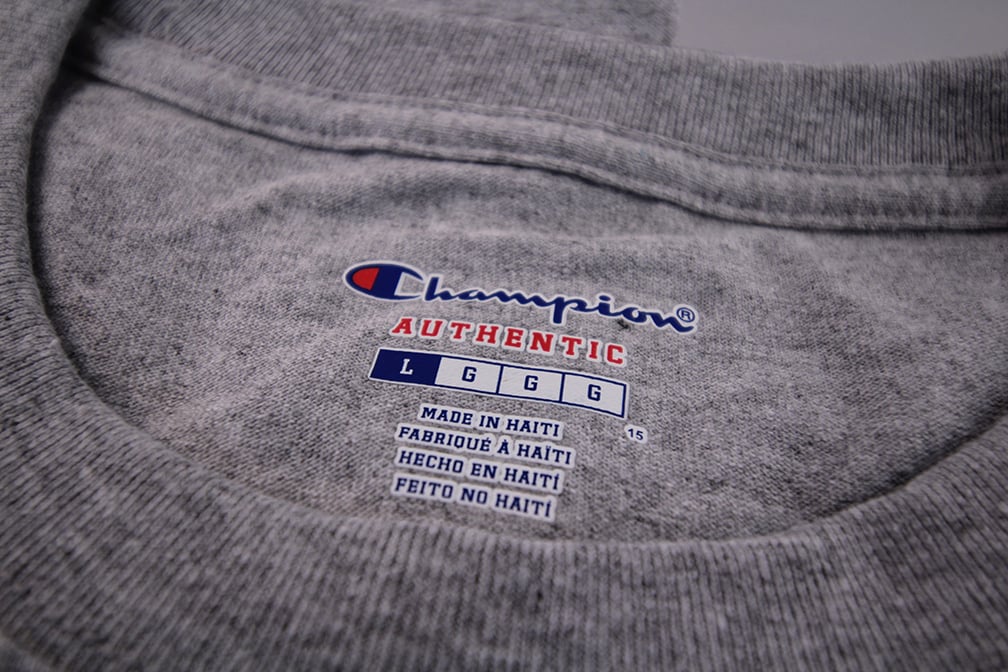 Champion®
AUTHENTIC
L G G G
MADE IN HAITI
15
FABRIQUÉ À HAÏTI
HECHO EN HAITÍ
FEITO NO HAITÍ